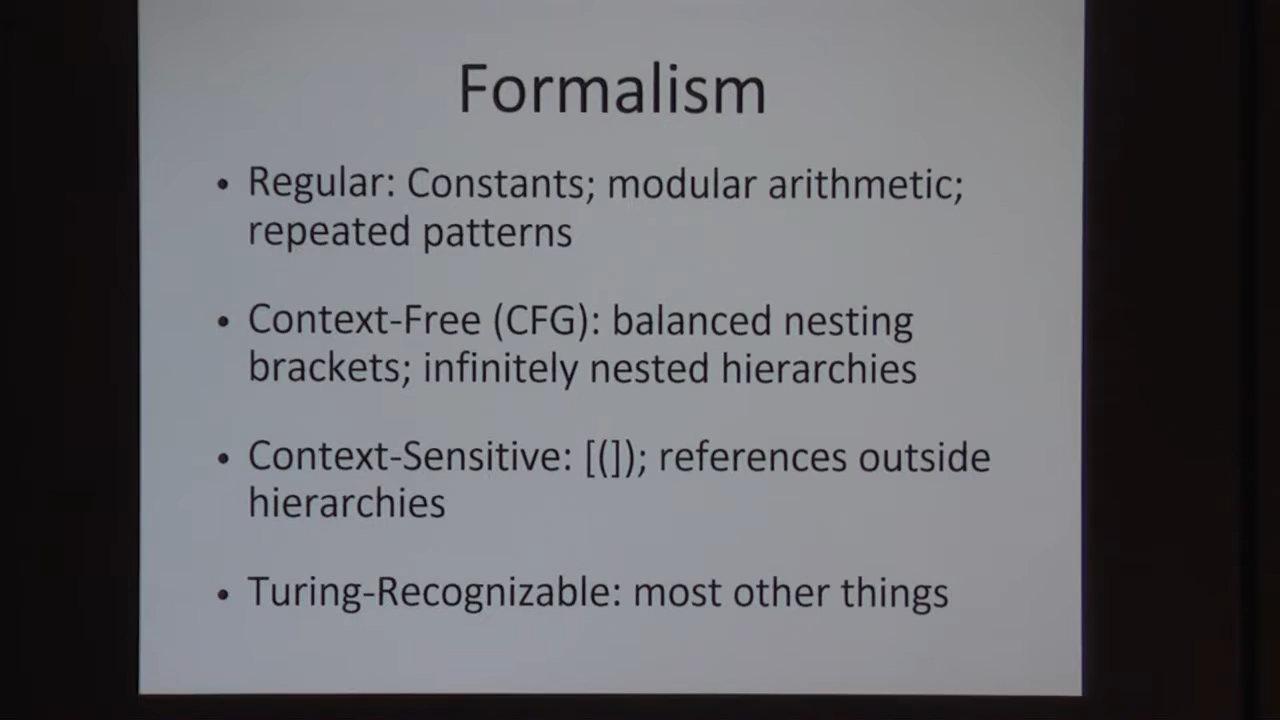 Formalism
• Regular: Constants; modular arithmetic;
repeated patterns
• Context-Free (CFG): balanced nesting
brackets; infinitely nested hierarchies
• Context-Sensitive: [(]); references outside
hierarchies
• Turing-Recognizable: most other things